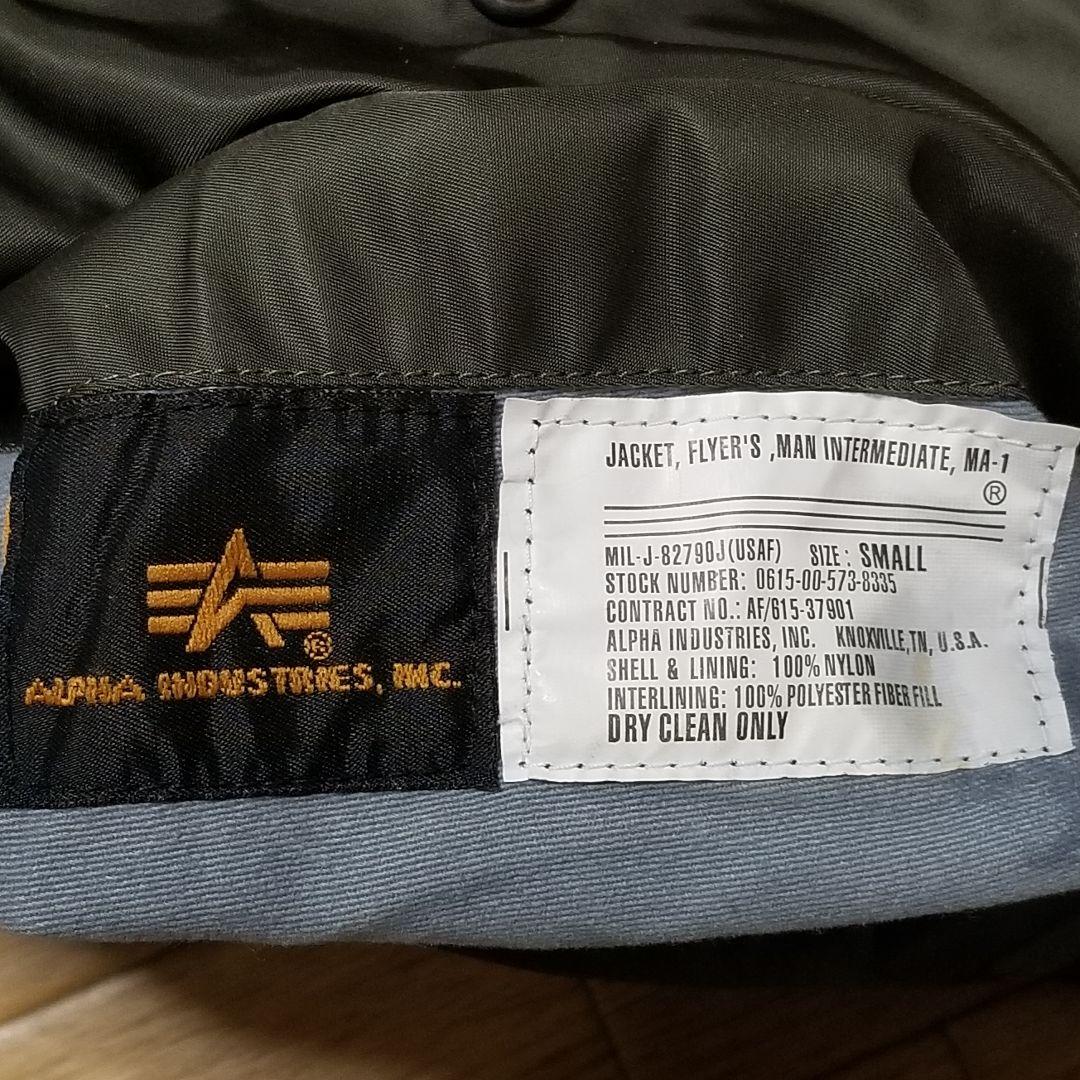 ALPHA INDUSTRIES, INC.
®
JACKET, FLYER'S ,MAN INTERMEDIATE, MA-1
®
MIL-J-82790J(USAF) SIZE: SMALL
STOCK NUMBER: 0615-00-573-8335
CONTRACT NO.: AF/615-37901
ALPHA INDUSTRIES, INC. KNOXVILLE,TN, U.S.A.
SHELL & LINING: 100% NYLON
INTERLINING: 100% POLYESTER FIBER FILL
DRY CLEAN ONLY